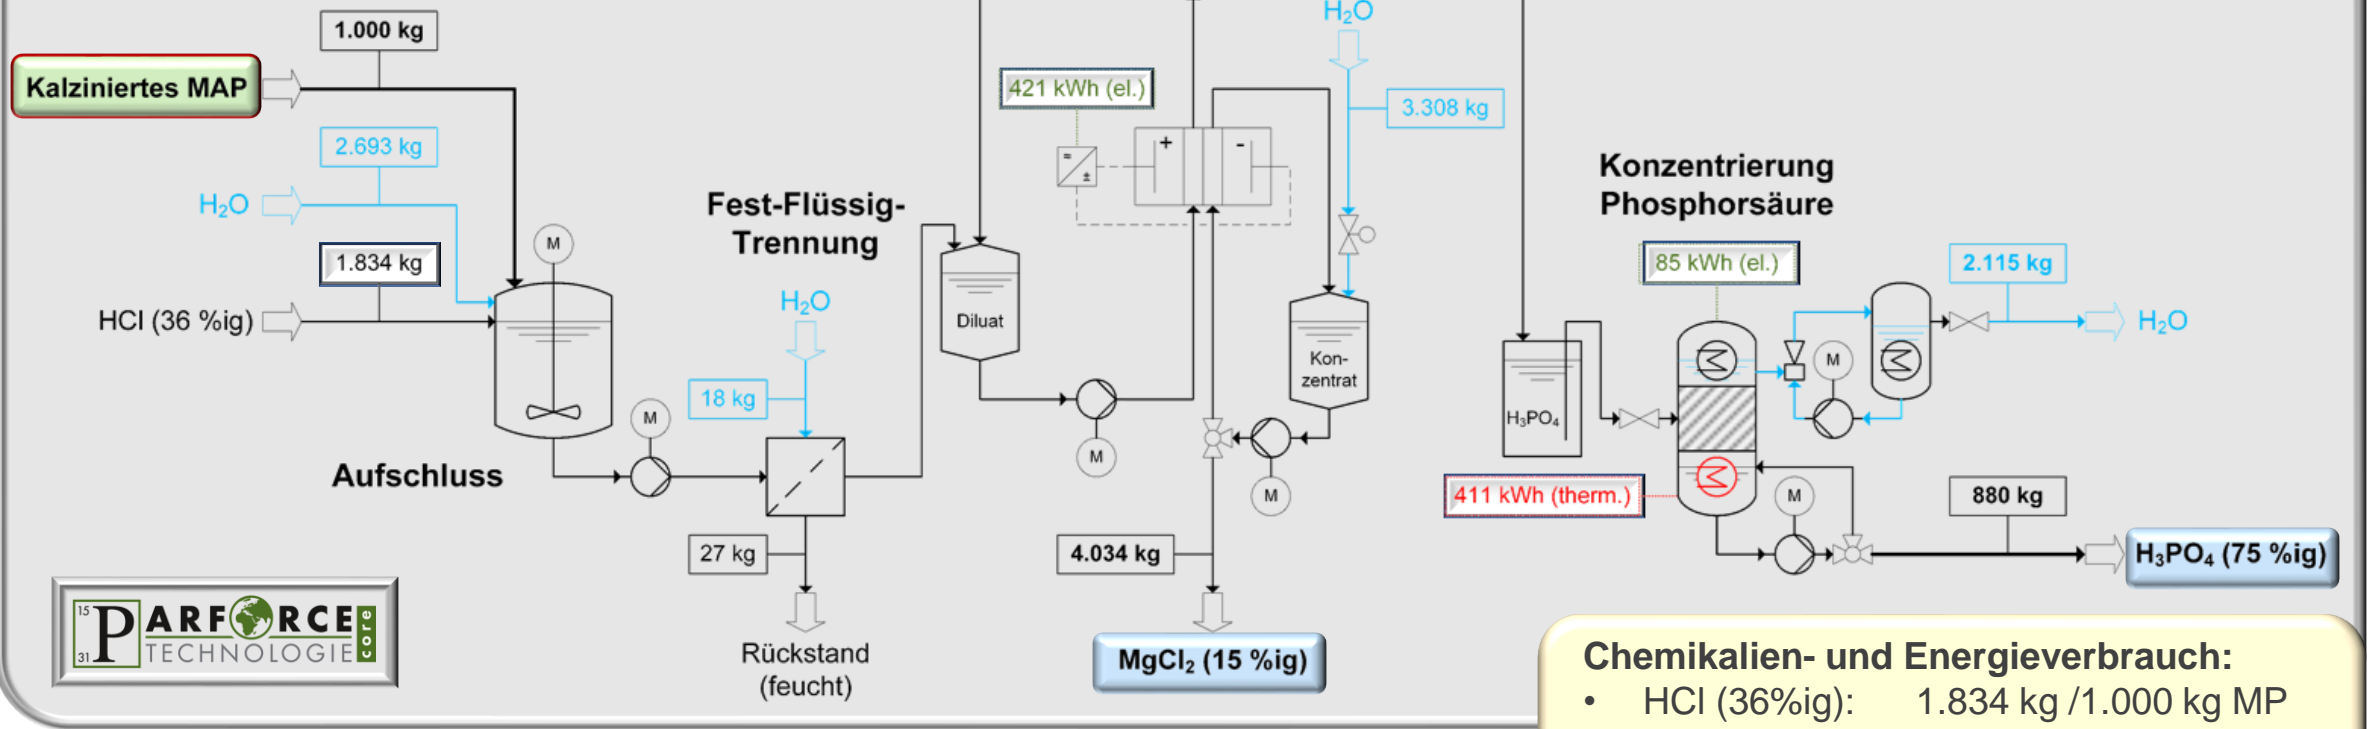 H₂O
1.000 kg
Kalziniertes MAP
421 kWh (el.)
3.308 kg
2.693 kg
+
-
=
±
Konzentrierung
Phosphorsäure
H₂O
Fest-Flüssig-
Trennung
M
1.834 kg
85 kWh (el.)
2.115 kg
HCl (36 %ig)
H₂O
Diluat
H₂O
Kon-
zentrat
M
18 kg
M
H₃PO₄
M
M
Aufschluss
411 kWh (therm.)
M
880 kg
27 kg
4.034 kg
H₃PO₄ (75 %ig)
15
31
PARFORCE
TECHNOLOGIE
core
Rückstand
(feucht)
MgCl₂ (15 %ig)
Chemikalien- und Energieverbrauch:
• HCl (36%ig): 1.834 kg /1.000 kg MP